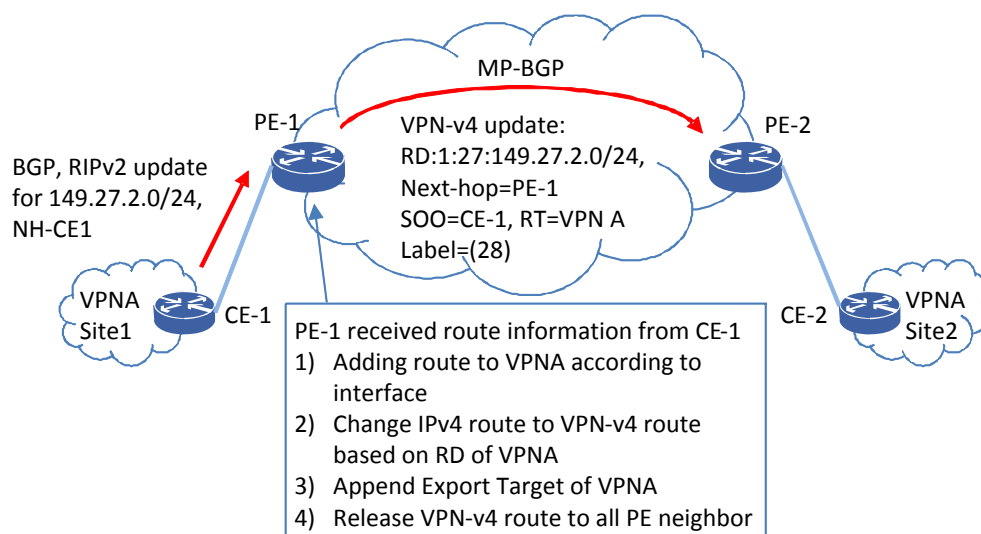 MP-BGP
PE-1
PE-2
VPN-v4 update:
RD:1:27:149.27.2.0/24,
Next-hop=PE-1
SOO=CE-1, RT=VPN A
Label=(28)
BGP, RIPv2 update
for 149.27.2.0/24,
NH-CE1
VPNA
Site1
CE-1
CE-2
VPNA
Site2
PE-1 received route information from CE-1
1) Adding route to VPNA according to
interface
2) Change IPv4 route to VPN-v4 route
based on RD of VPNA
3) Append Export Target of VPNA
4) Release VPN-v4 route to all PE neighbor